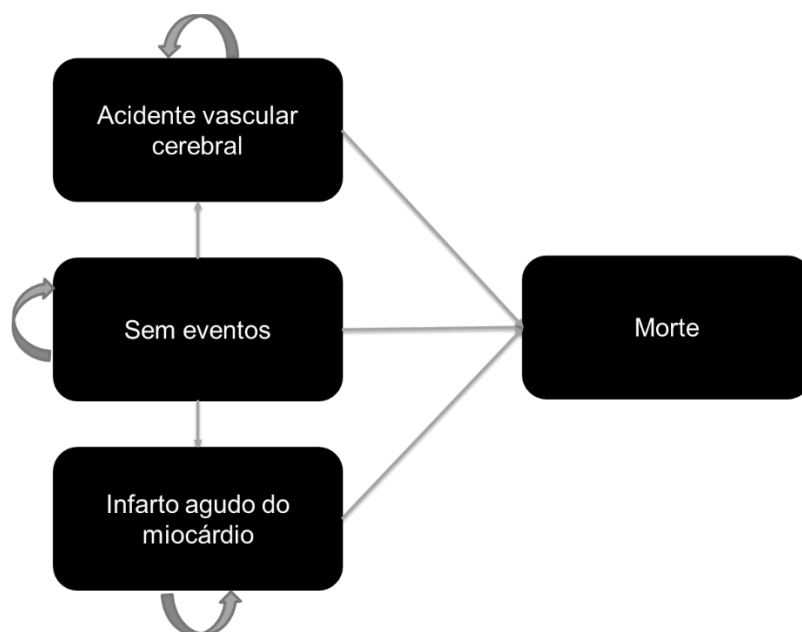 Acidente vascular
cerebral
Sem eventos
Morte
Infarto agudo do
miocárdio